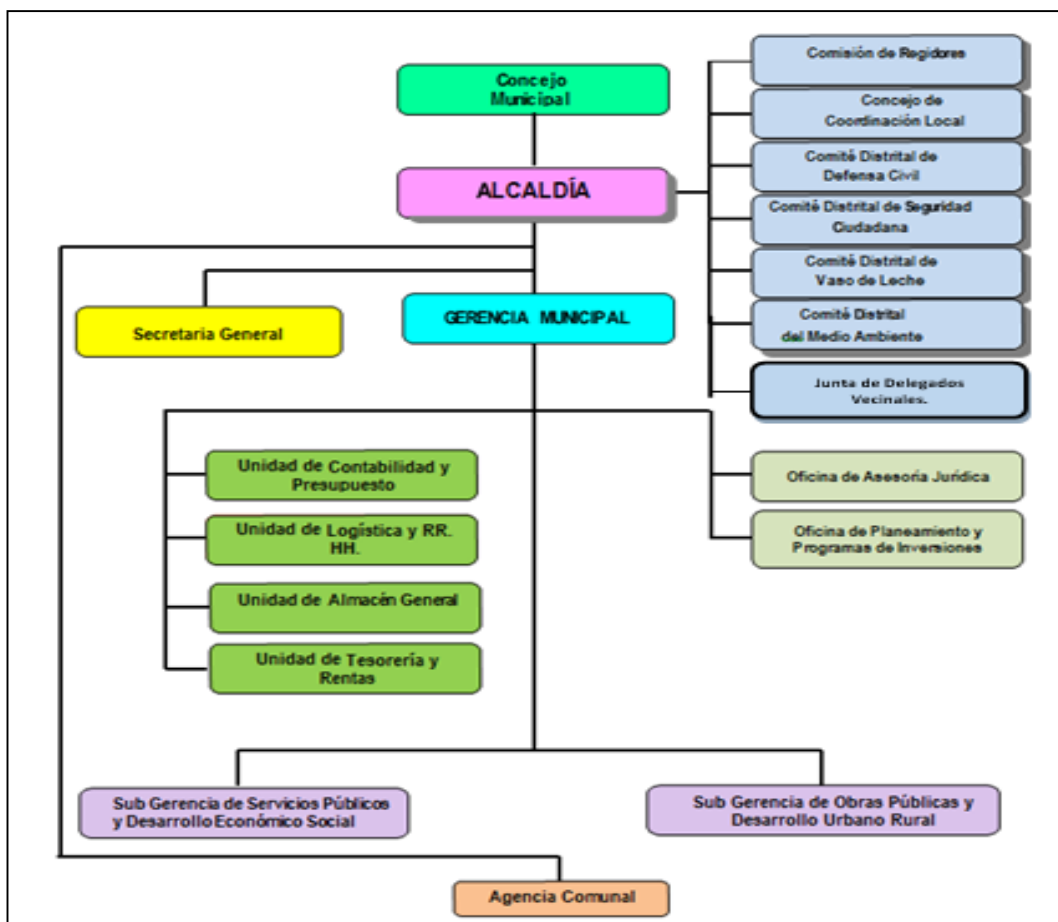 Concejo
Municipal
ALCALDÍA
Comisión de Regidores
Concejo de
Coordinación Local
Comité Distrital de
Defensa Civil
Comité Distrital de Seguridad
Ciudadana
Comité Distrital de
Vaso de Leche
Comité Distrital
del Medio Ambiente
Junta de Delegados
Vecinales.
Secretaria General
GERENCIA MUNICIPAL
Unidad de Contabilidad y
Presupuesto
Unidad de Logística y RR.
HH.
Unidad de Almacén General
Unidad de Tesorería y
Rentas
Oficina de Asesoría Jurídica
Oficina de Planeamiento y
Programas de Inversiones
Sub Gerencia de Servicios Públicos
y Desarrollo Económico Social
Sub Gerencia de Obras Públicas y
Desarrollo Urbano Rural
Agencia Comunal